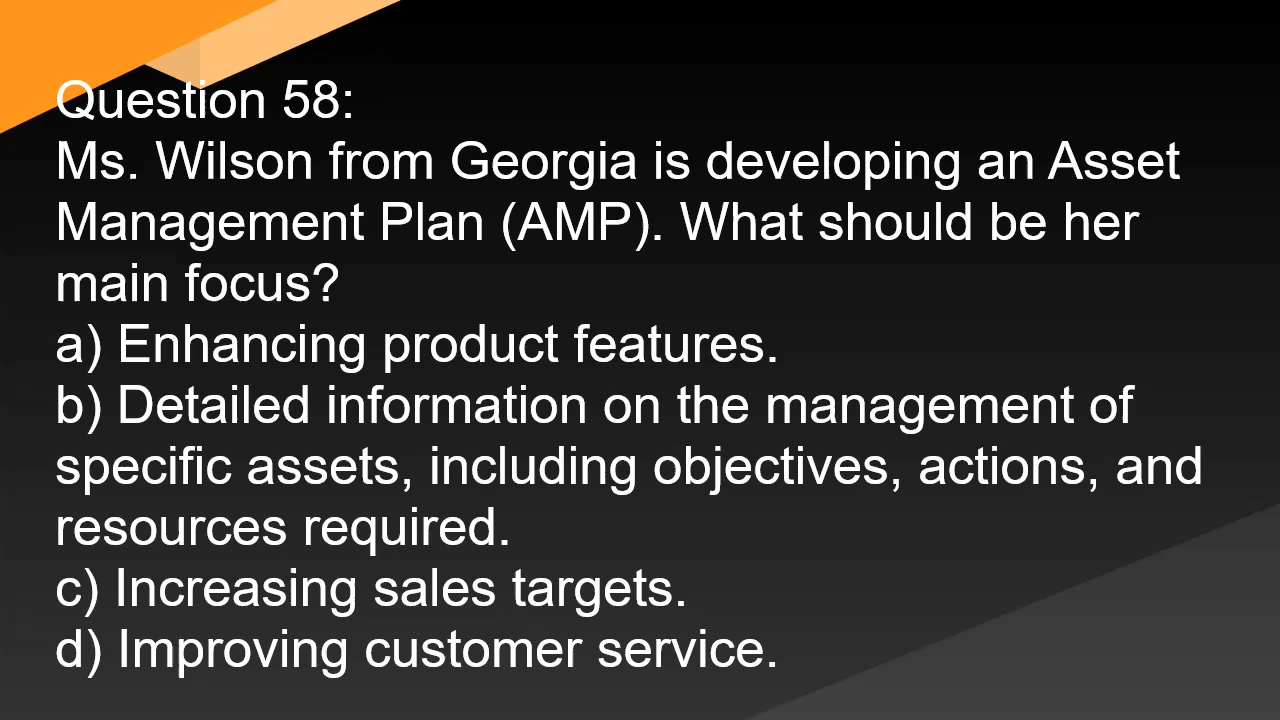 Question 58:
Ms. Wilson from Georgia is developing an Asset
Management Plan (AMP). What should be her
main focus?
a) Enhancing product features.
b) Detailed information on the management of
specific assets, including objectives, actions, and
resources required.
c) Increasing sales targets.
d) Improving customer service.